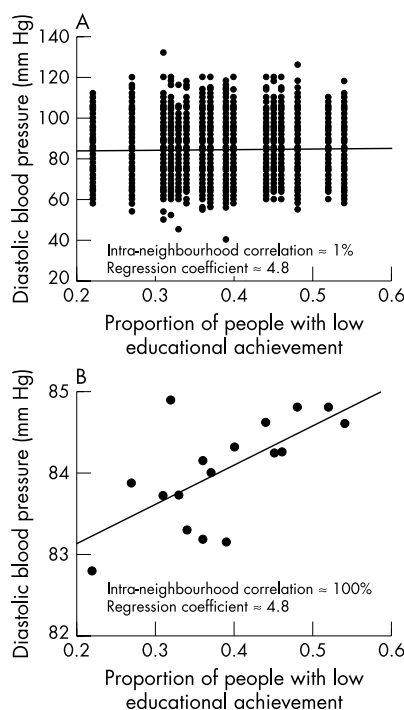 A
Diastolic blood pressure (mm Hg)
140
120
100
80
60
40
20
Intra-neighbourhood correlation ≈ 1%
Regression coefficient ≈ 4.8
0.2
0.3
0.4
0.5
0.6
Proportion of people with low
educational achievement
B
Diastolic blood pressure (mm Hg)
85
84
83
82
Intra-neighbourhood correlation ≈ 100%
Regression coefficient ≈ 4.8
0.2
0.3
0.4
0.5
0.6
Proportion of people with low
educational achievement